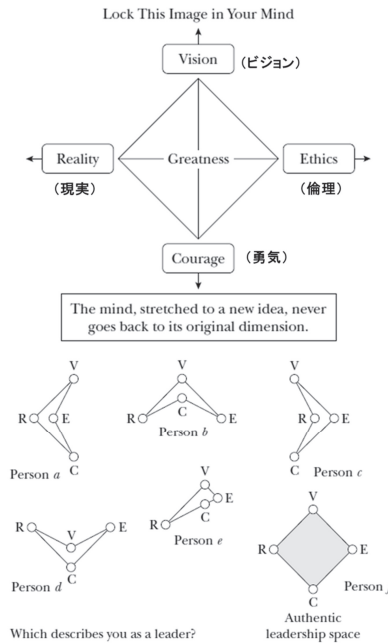 Lock This Image in Your Mind
Vision (ビジョン)
Reality Greatness Ethics
(現実) (倫理)
Courage (勇気)
The mind, stretched to a new idea, never
goes back to its original dimension.
V V V
R E C R E
R E
C Person b C
Person a Person c
V
E
R V E R C V
C Person e R E
Person d C Person
Authentic
Which describes you as a leader? leadership space